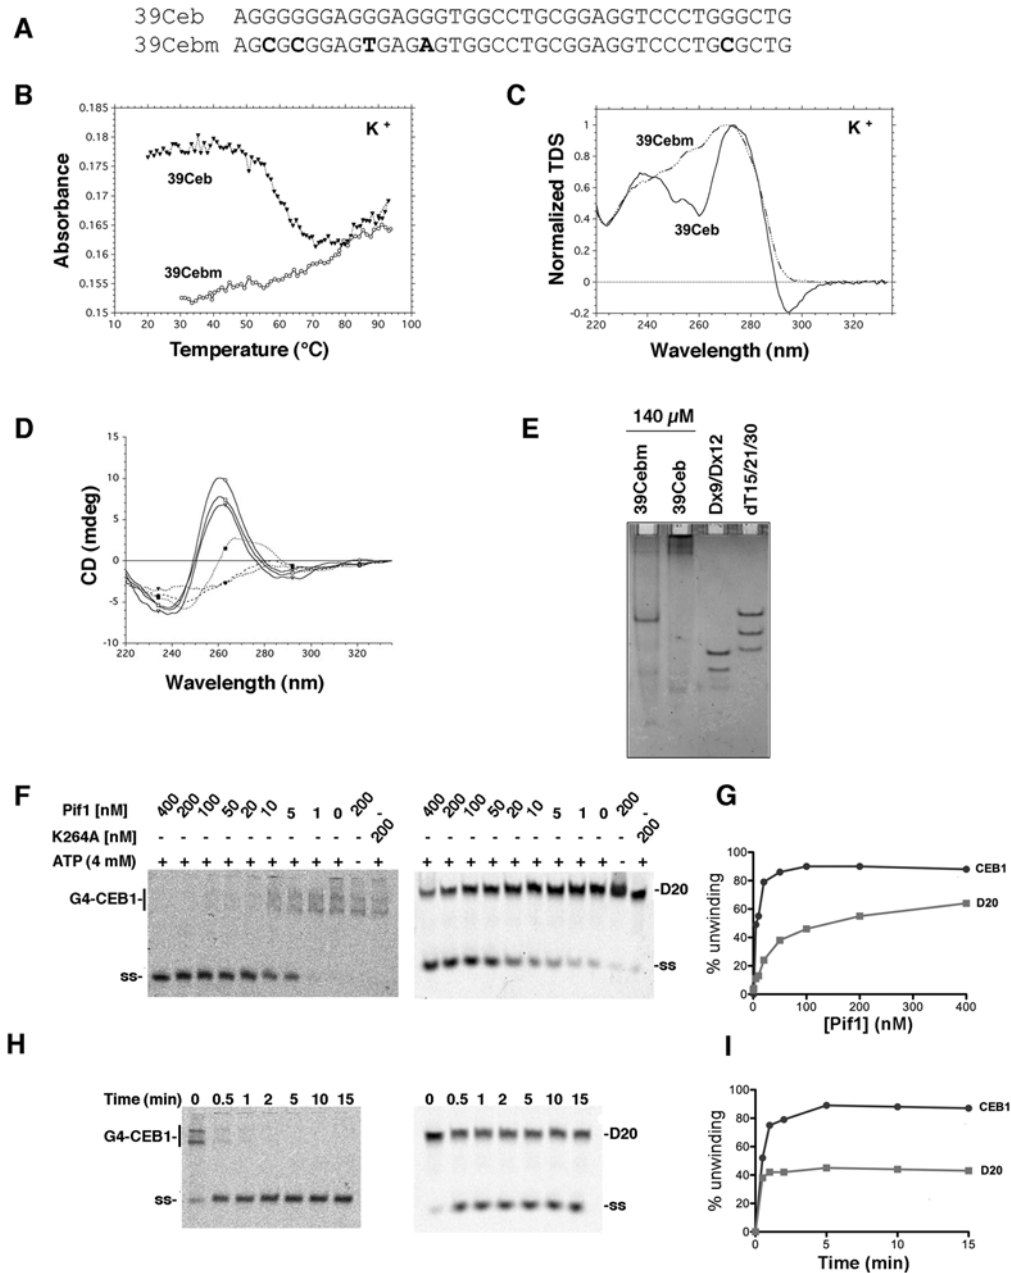 A
39Ceb AGGGGGGAGGGAGGGTGGCCTGCGGAGGTCCCTGGGCTG
39Cebm AGCGCGGAGTGAGAGTGGCCTGCGGAGGTCCCTGCGCTG
B
Absorbance
0.185
0.18
0.175
0.17
0.165
0.16
0.155
0.15
K +
39Ceb
39Cebm
10 20 30 40 50 60 70 80 90 100
Temperature (°C)
C
Normalized TDS
1
0.8
0.6
0.4
0.2
0
-0.2
K +
39Cebm
39Ceb
220 240 260 280 300 320
Wavelength (nm)
D
CD (mdeg)
15
10
5
0
-5
-10
220 240 260 280 300 320
Wavelength (nm)
E
140 µM
39Cebm
39Ceb
Dx9/Dx12
dT15/21/30
F
Pif1 [nM] 400 200 100 50 20 10 5 1 0 200 -
K264A [nM] - - - - - - - - - - 200
ATP (4 mM) + + + + + + + + + - +
G4-CEB1-
ss-
400 200 100 50 20 10 5 1 0 200 -
- - - - - - - - - - 200
+ + + + + + + + + - +
-D20
-ss
G
% unwinding
100
80
60
40
20
0
CEB1
D20
0 100 200 300 400
[Pif1] (nM)
H
Time (min) 0 0.5 1 2 5 10 15
G4-CEB1-
ss-
0 0.5 1 2 5 10 15
-D20
-ss
I
% unwinding
100
80
60
40
20
0
CEB1
D20
0 5 10 15
Time (min)